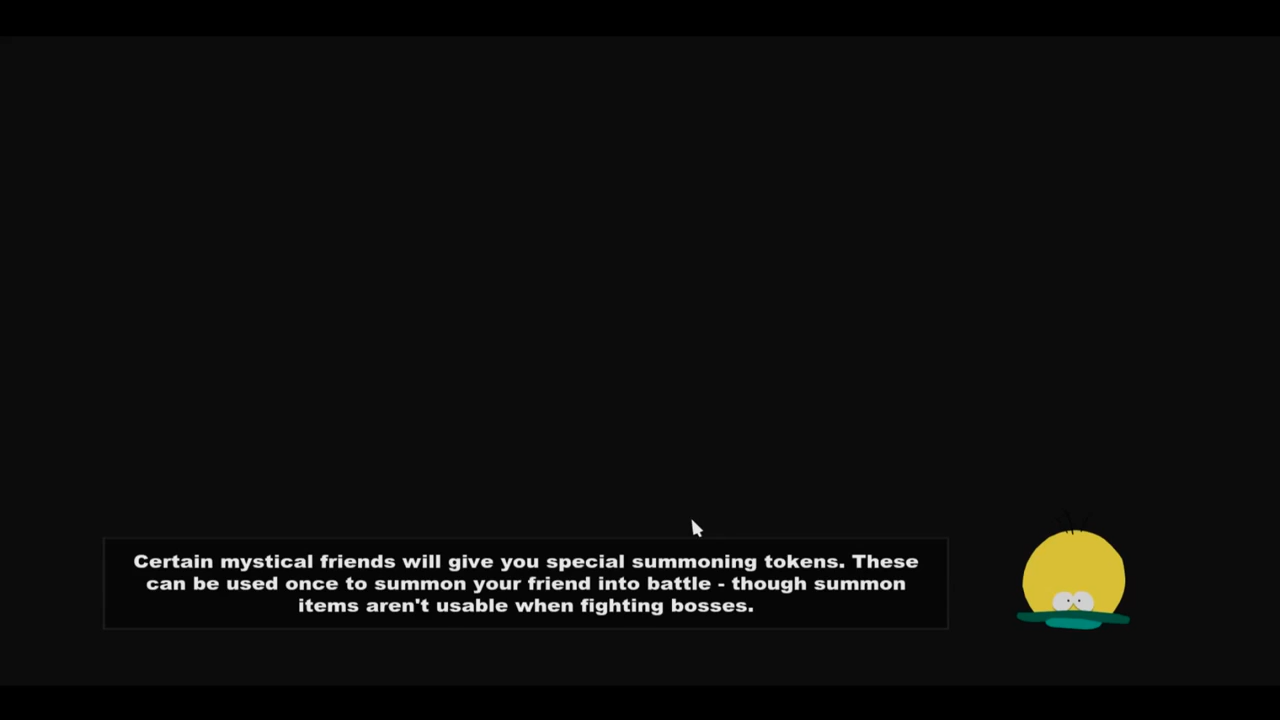 Certain mystical friends will give you special summoning tokens. These
can be used once to summon your friend into battle - though summon
items aren't usable when fighting bosses.